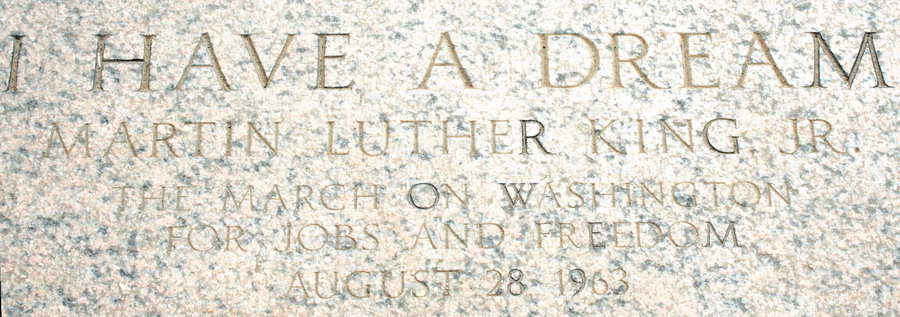 I HAVE A DREAM
MARTIN LUTHER KING JR
THE MARCH ON WASHINGTON
FOR JOBS AND FREEDOM
AUGUST 28 1963